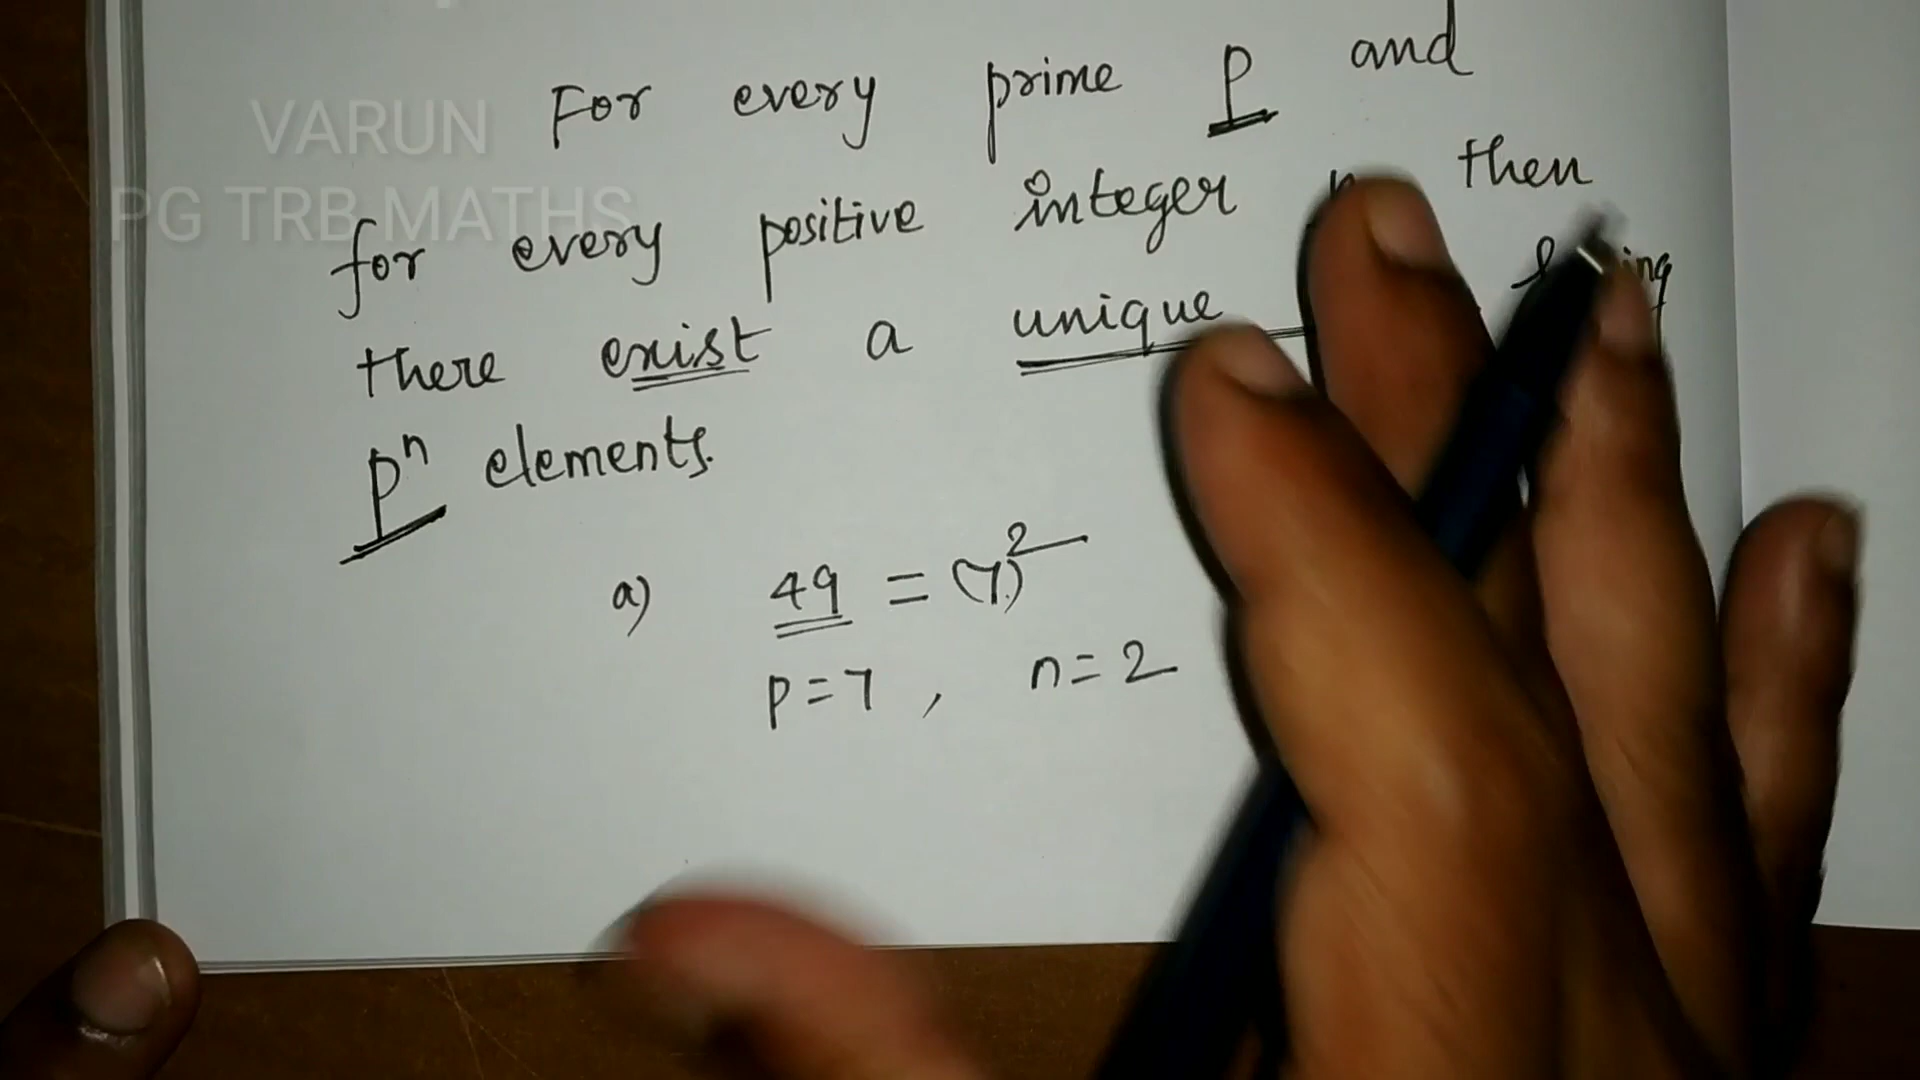 VARUN
PG TRB MATHS
For every prime P and
for every positive integer then
there exist a unique
pⁿ elements.
a) 49 = (7)²
p = 7 , n = 2